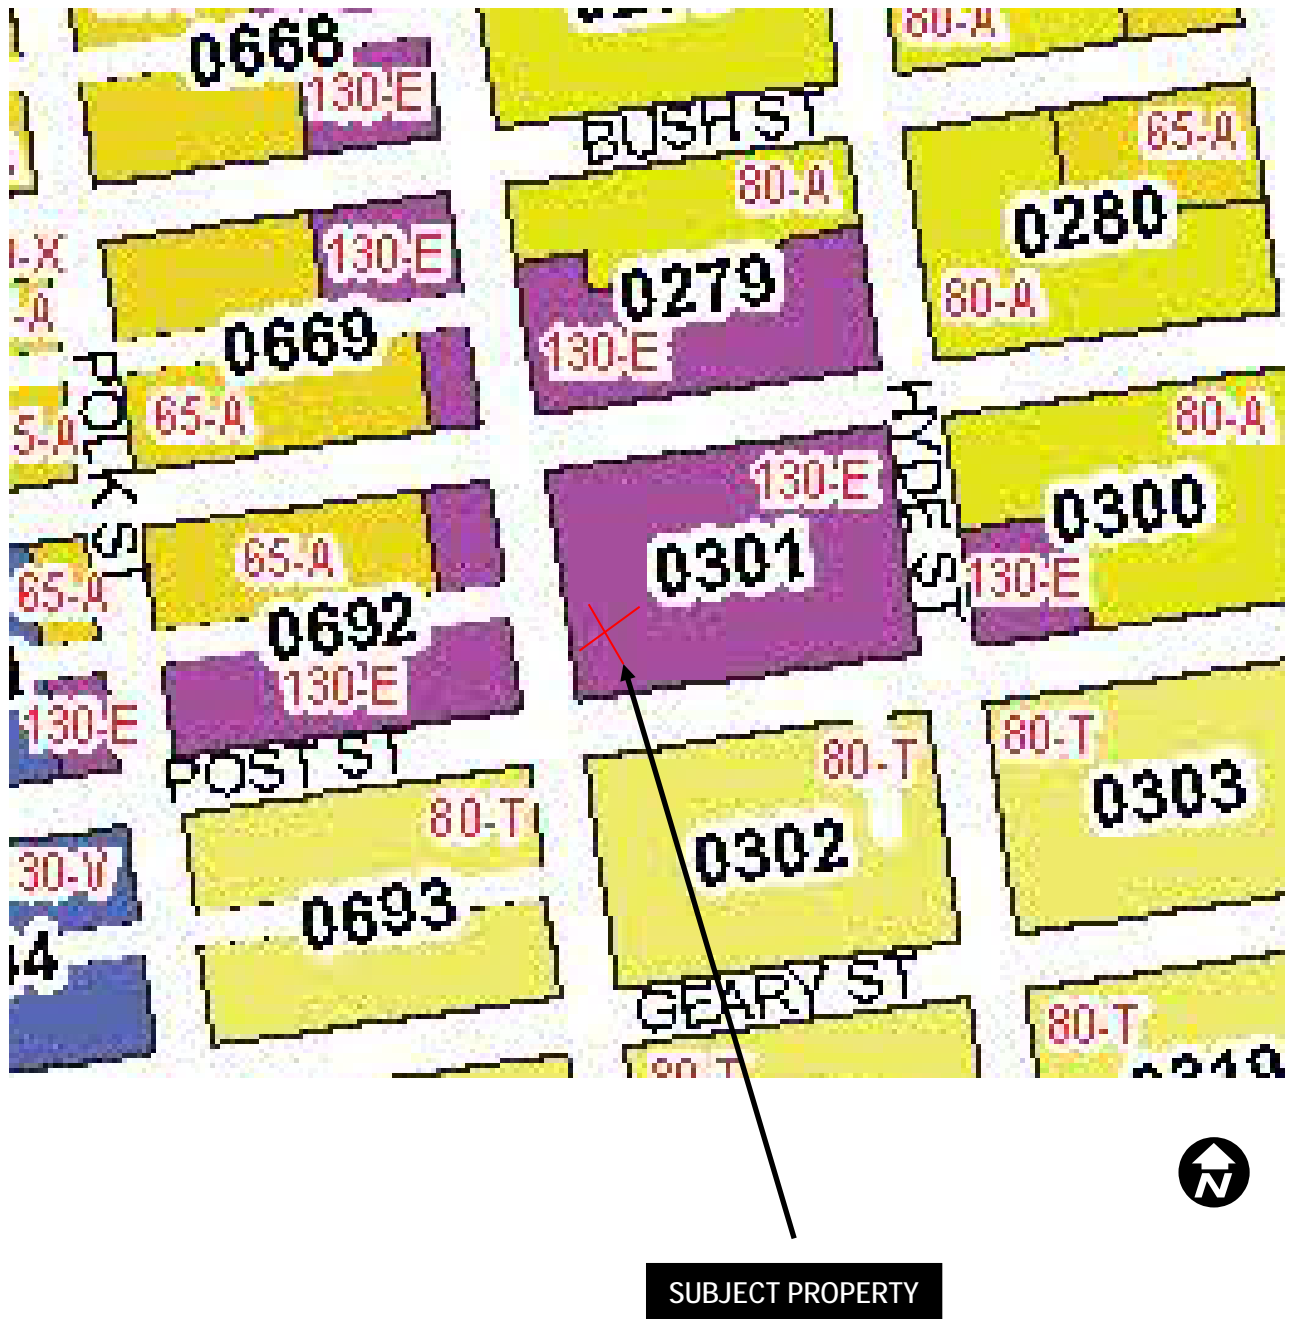 80-A
0668
130-E
BUSH ST
65-A
80-A
0280
130-E
0279
80-A
0669
130-E
POLK ST
65-A
80-A
HYDE ST
130-E
0300
0301
65-A
130-E
65-A
0692
130-E
130-E
POST ST
80-T
80-T
0303
80-T
0302
0693
GEARY ST
80-T
80-T
N
SUBJECT PROPERTY